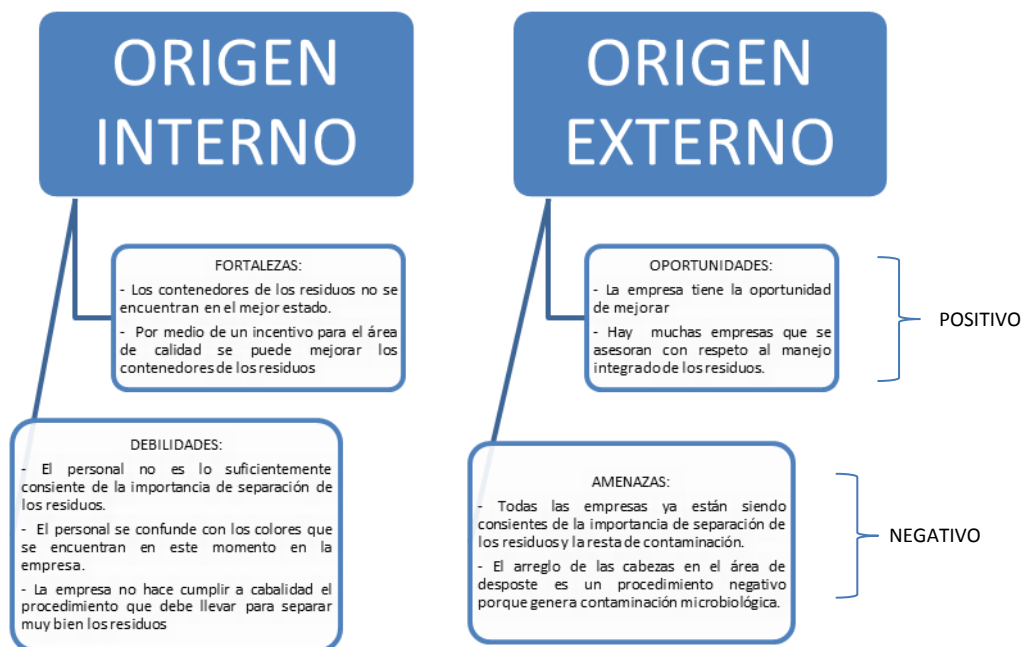 ORIGEN
INTERNO
FORTALEZAS:
- Los contenedores de los residuos no se
encuentran en el mejor estado.
- Por medio de un incentivo para el área
de calidad se puede mejorar los
contenedores de los residuos
DEBILIDADES:
- El personal no es lo suficientemente
consiente de la importancia de separación de
los residuos.
- El personal se confunde con los colores que
se encuentran en este momento en la
empresa.
- La empresa no hace cumplir a cabalidad el
procedimiento que debe llevar para separar
muy bien los residuos
ORIGEN
EXTERNO
OPORTUNIDADES:
- La empresa tiene la oportunidad
de mejorar
- Hay muchas empresas que se
asesoran con respeto al manejo
integrado de los residuos.
POSITIVO
AMENAZAS:
- Todas las empresas ya están siendo
consientes de la importancia de separación de
los residuos y la resta de contaminación.
- El arreglo de las cabezas en el área de
desposte es un procedimiento negativo
porque genera contaminación microbiológica.
NEGATIVO